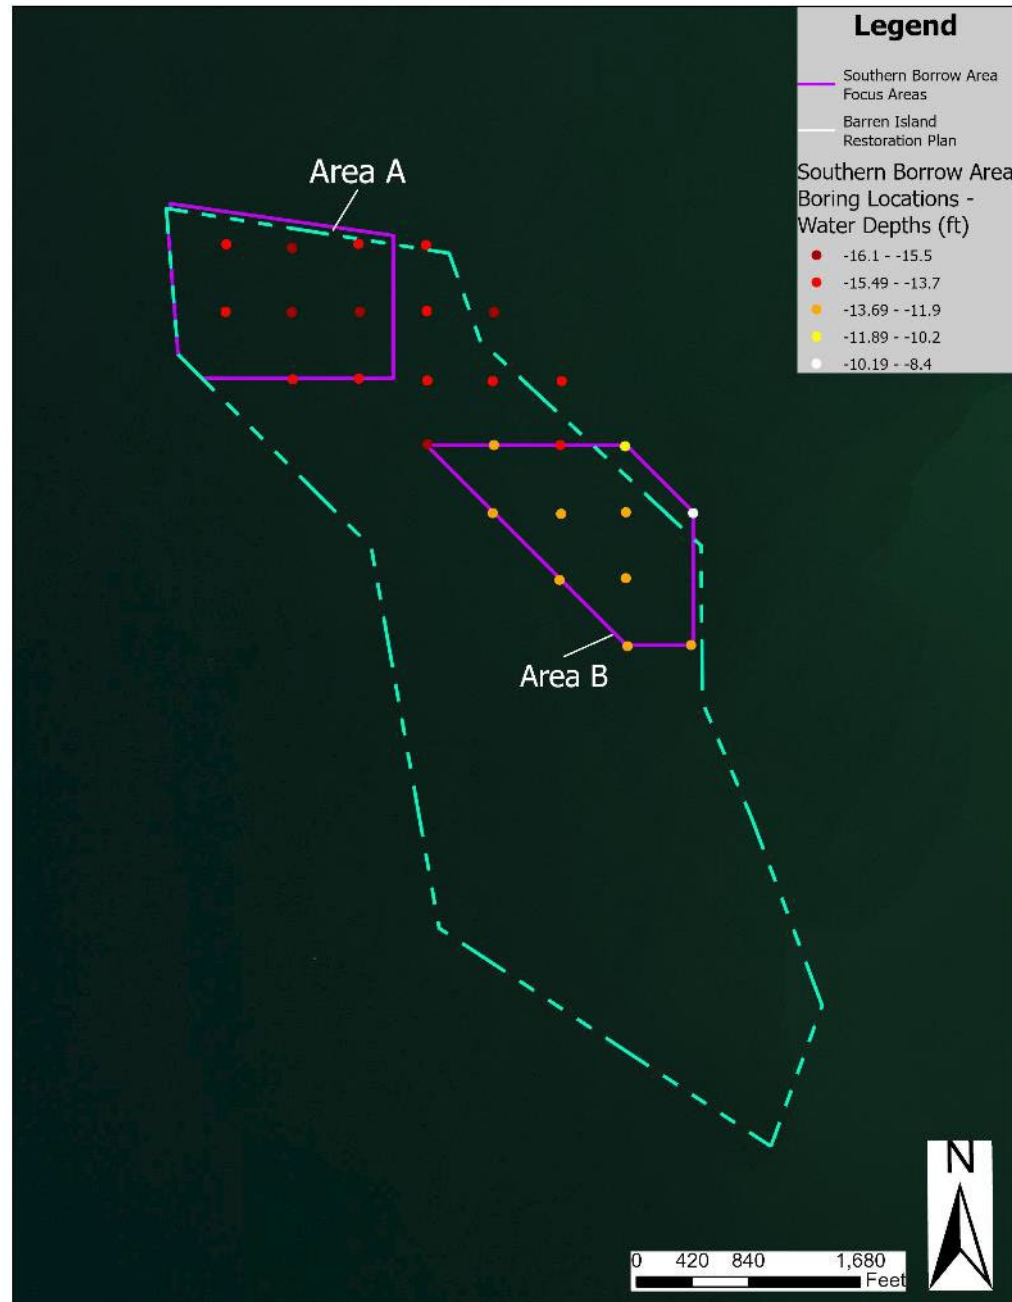 Legend
Southern Borrow Area
Focus Areas
Barren Island
Restoration Plan
Southern Borrow Area
Boring Locations -
Water Depths (ft)
-16.1 - -15.5
-15.49 - -13.7
-13.69 - -11.9
-11.89 - -10.2
-10.19 - -8.4
Area A
Area B
N
0 420 840 1,680
Feet